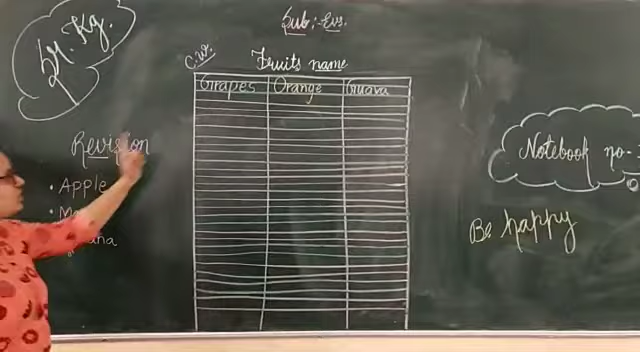 Sr. Kg.
Sub: Evs.
C.W.
Fruits name
Grapes Orange Guava
Revision
• Apple
Notebook no-
Be happy